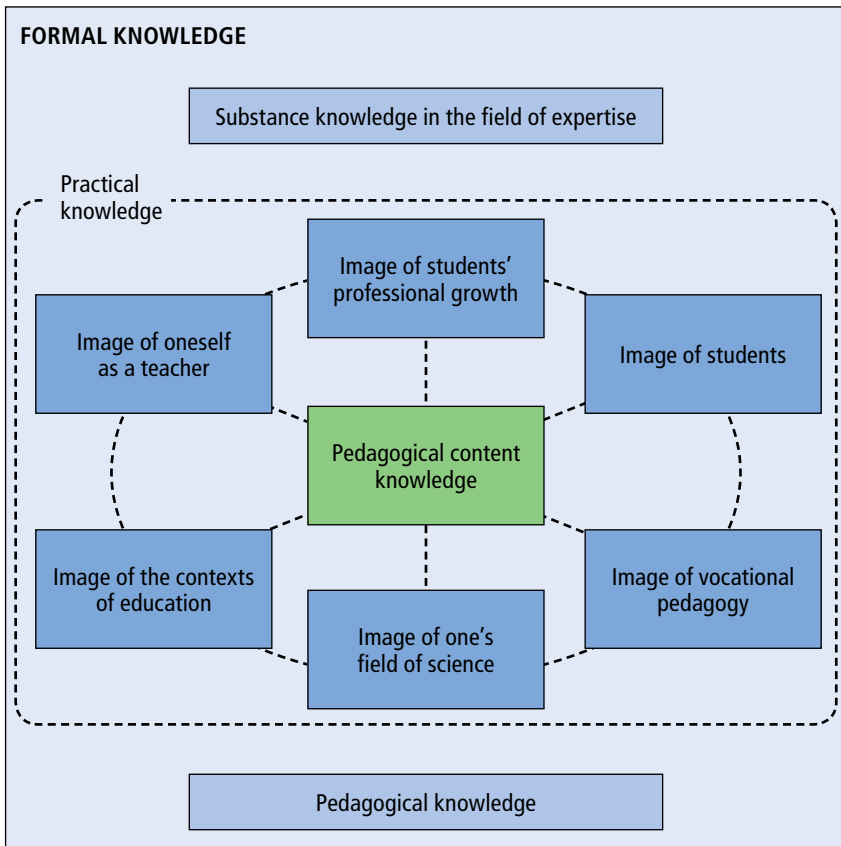 FORMAL KNOWLEDGE
Substance knowledge in the field of expertise
Practical
knowledge
Image of students’
professional growth
Image of oneself
as a teacher
Image of students
Pedagogical content
knowledge
Image of the contexts
of education
Image of vocational
pedagogy
Image of one’s
field of science
Pedagogical knowledge